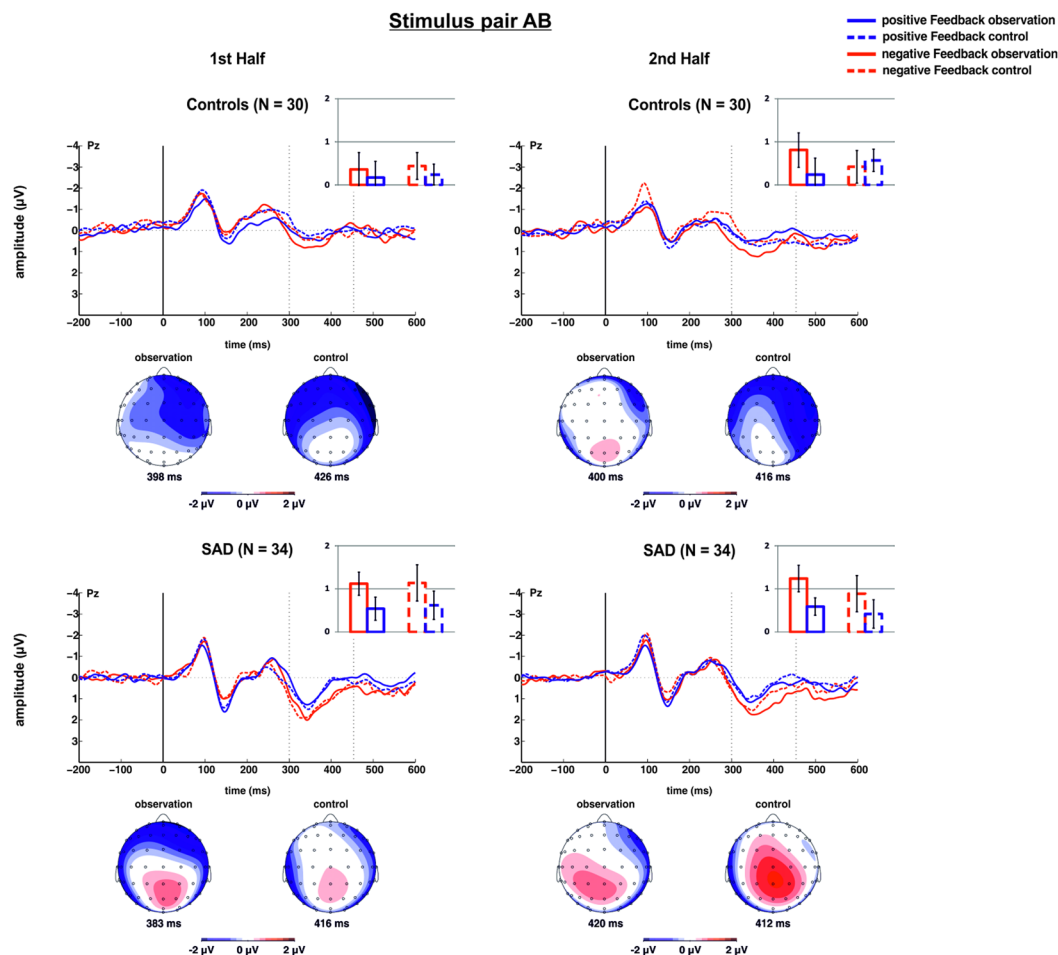 Stimulus pair AB
positive Feedback observation
positive Feedback control
negative Feedback observation
negative Feedback control
1st Half
2nd Half
Controls (N = 30)
2
1
0
Controls (N = 30)
2
1
0
amplitude (µV)
Pz
−4
−3
−2
−1
0
1
2
3
−200 −100 0 100 200 300 400 500 600
time (ms)
Pz
−4
−3
−2
−1
0
1
2
3
−200 −100 0 100 200 300 400 500 600
time (ms)
observation control
398 ms 426 ms
-2 µV 0 µV 2 µV
observation control
400 ms 416 ms
-2 µV 0 µV 2 µV
SAD (N = 34)
2
1
0
SAD (N = 34)
2
1
0
amplitude (µV)
Pz
−4
−3
−2
−1
0
1
2
3
−200 −100 0 100 200 300 400 500 600
time (ms)
Pz
−4
−3
−2
−1
0
1
2
3
−200 −100 0 100 200 300 400 500 600
time (ms)
observation control
383 ms 416 ms
-2 µV 0 µV 2 µV
observation control
420 ms 412 ms
-2 µV 0 µV 2 µV